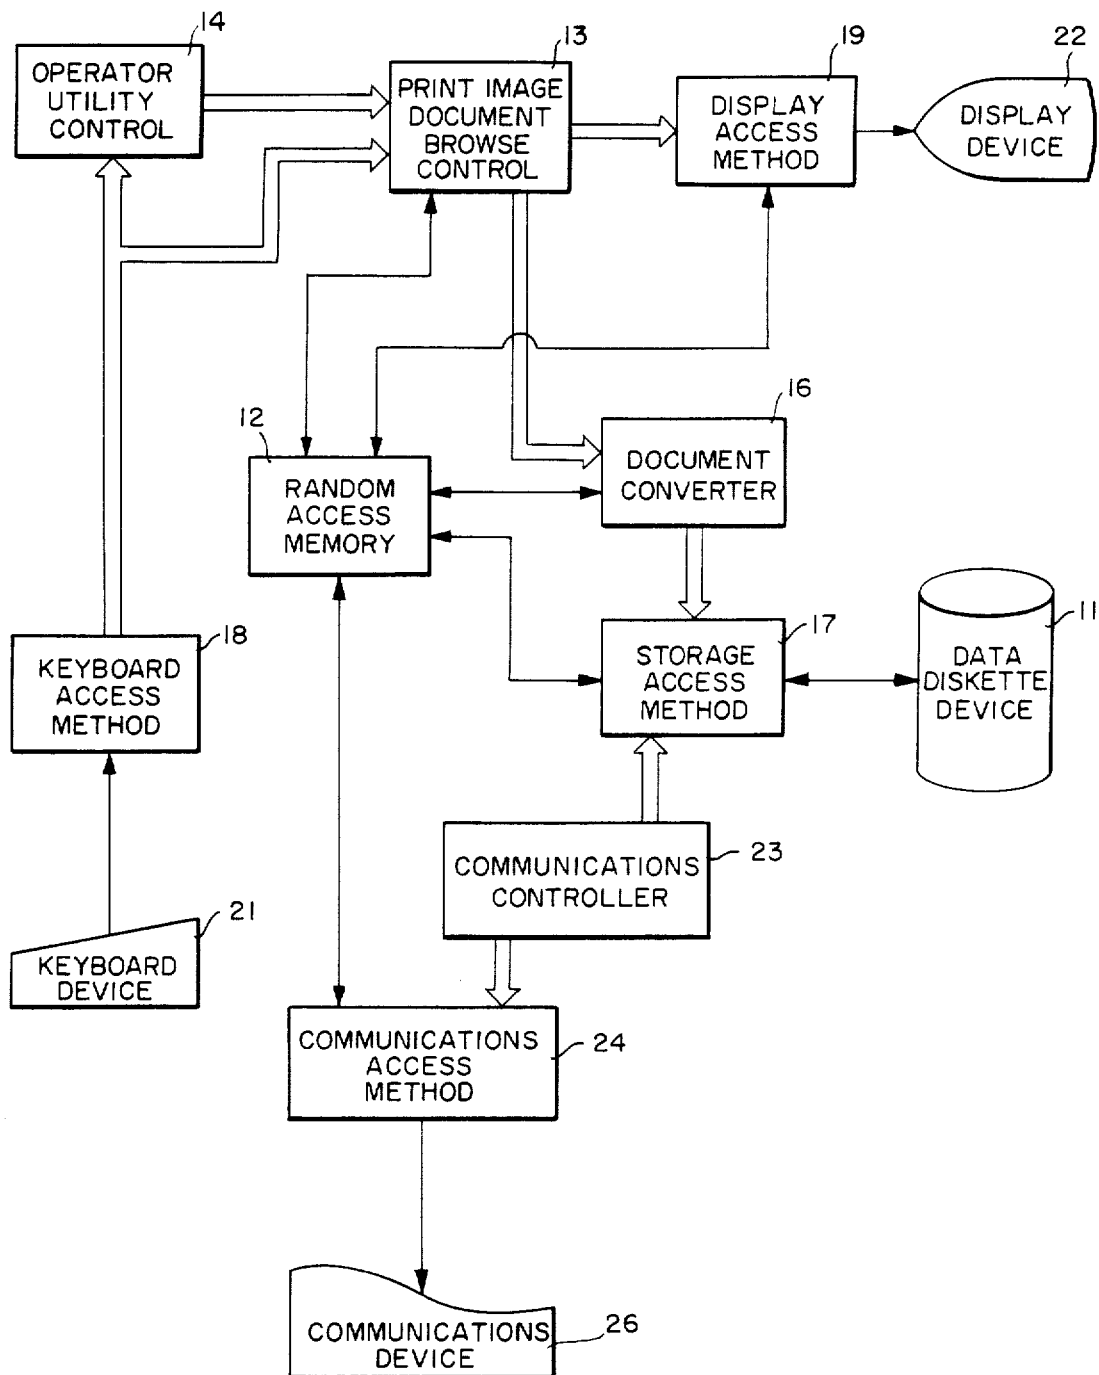 14
OPERATOR
UTILITY
CONTROL
13
PRINT IMAGE
DOCUMENT
BROWSE
CONTROL
19
DISPLAY
ACCESS
METHOD
22
DISPLAY
DEVICE
12
RANDOM
ACCESS
MEMORY
16
DOCUMENT
CONVERTER
18
KEYBOARD
ACCESS
METHOD
17
STORAGE
ACCESS
METHOD
11
DATA
DISKETTE
DEVICE
21
KEYBOARD
DEVICE
23
COMMUNICATIONS
CONTROLLER
24
COMMUNICATIONS
ACCESS
METHOD
26
COMMUNICATIONS
DEVICE